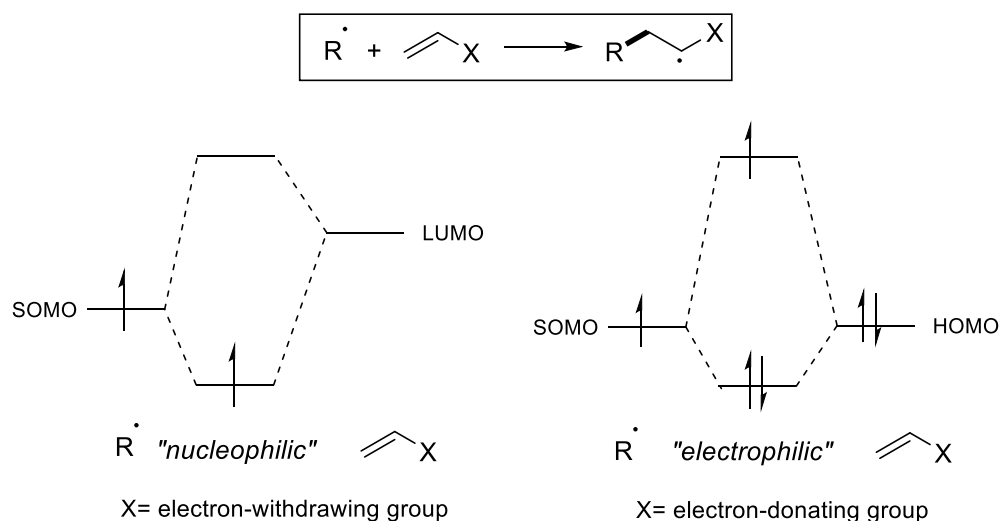 R• + X R X
SOMO LUMO
SOMO HOMO
R• "nucleophilic" X
X= electron-withdrawing group
R• "electrophilic" X
X= electron-donating group